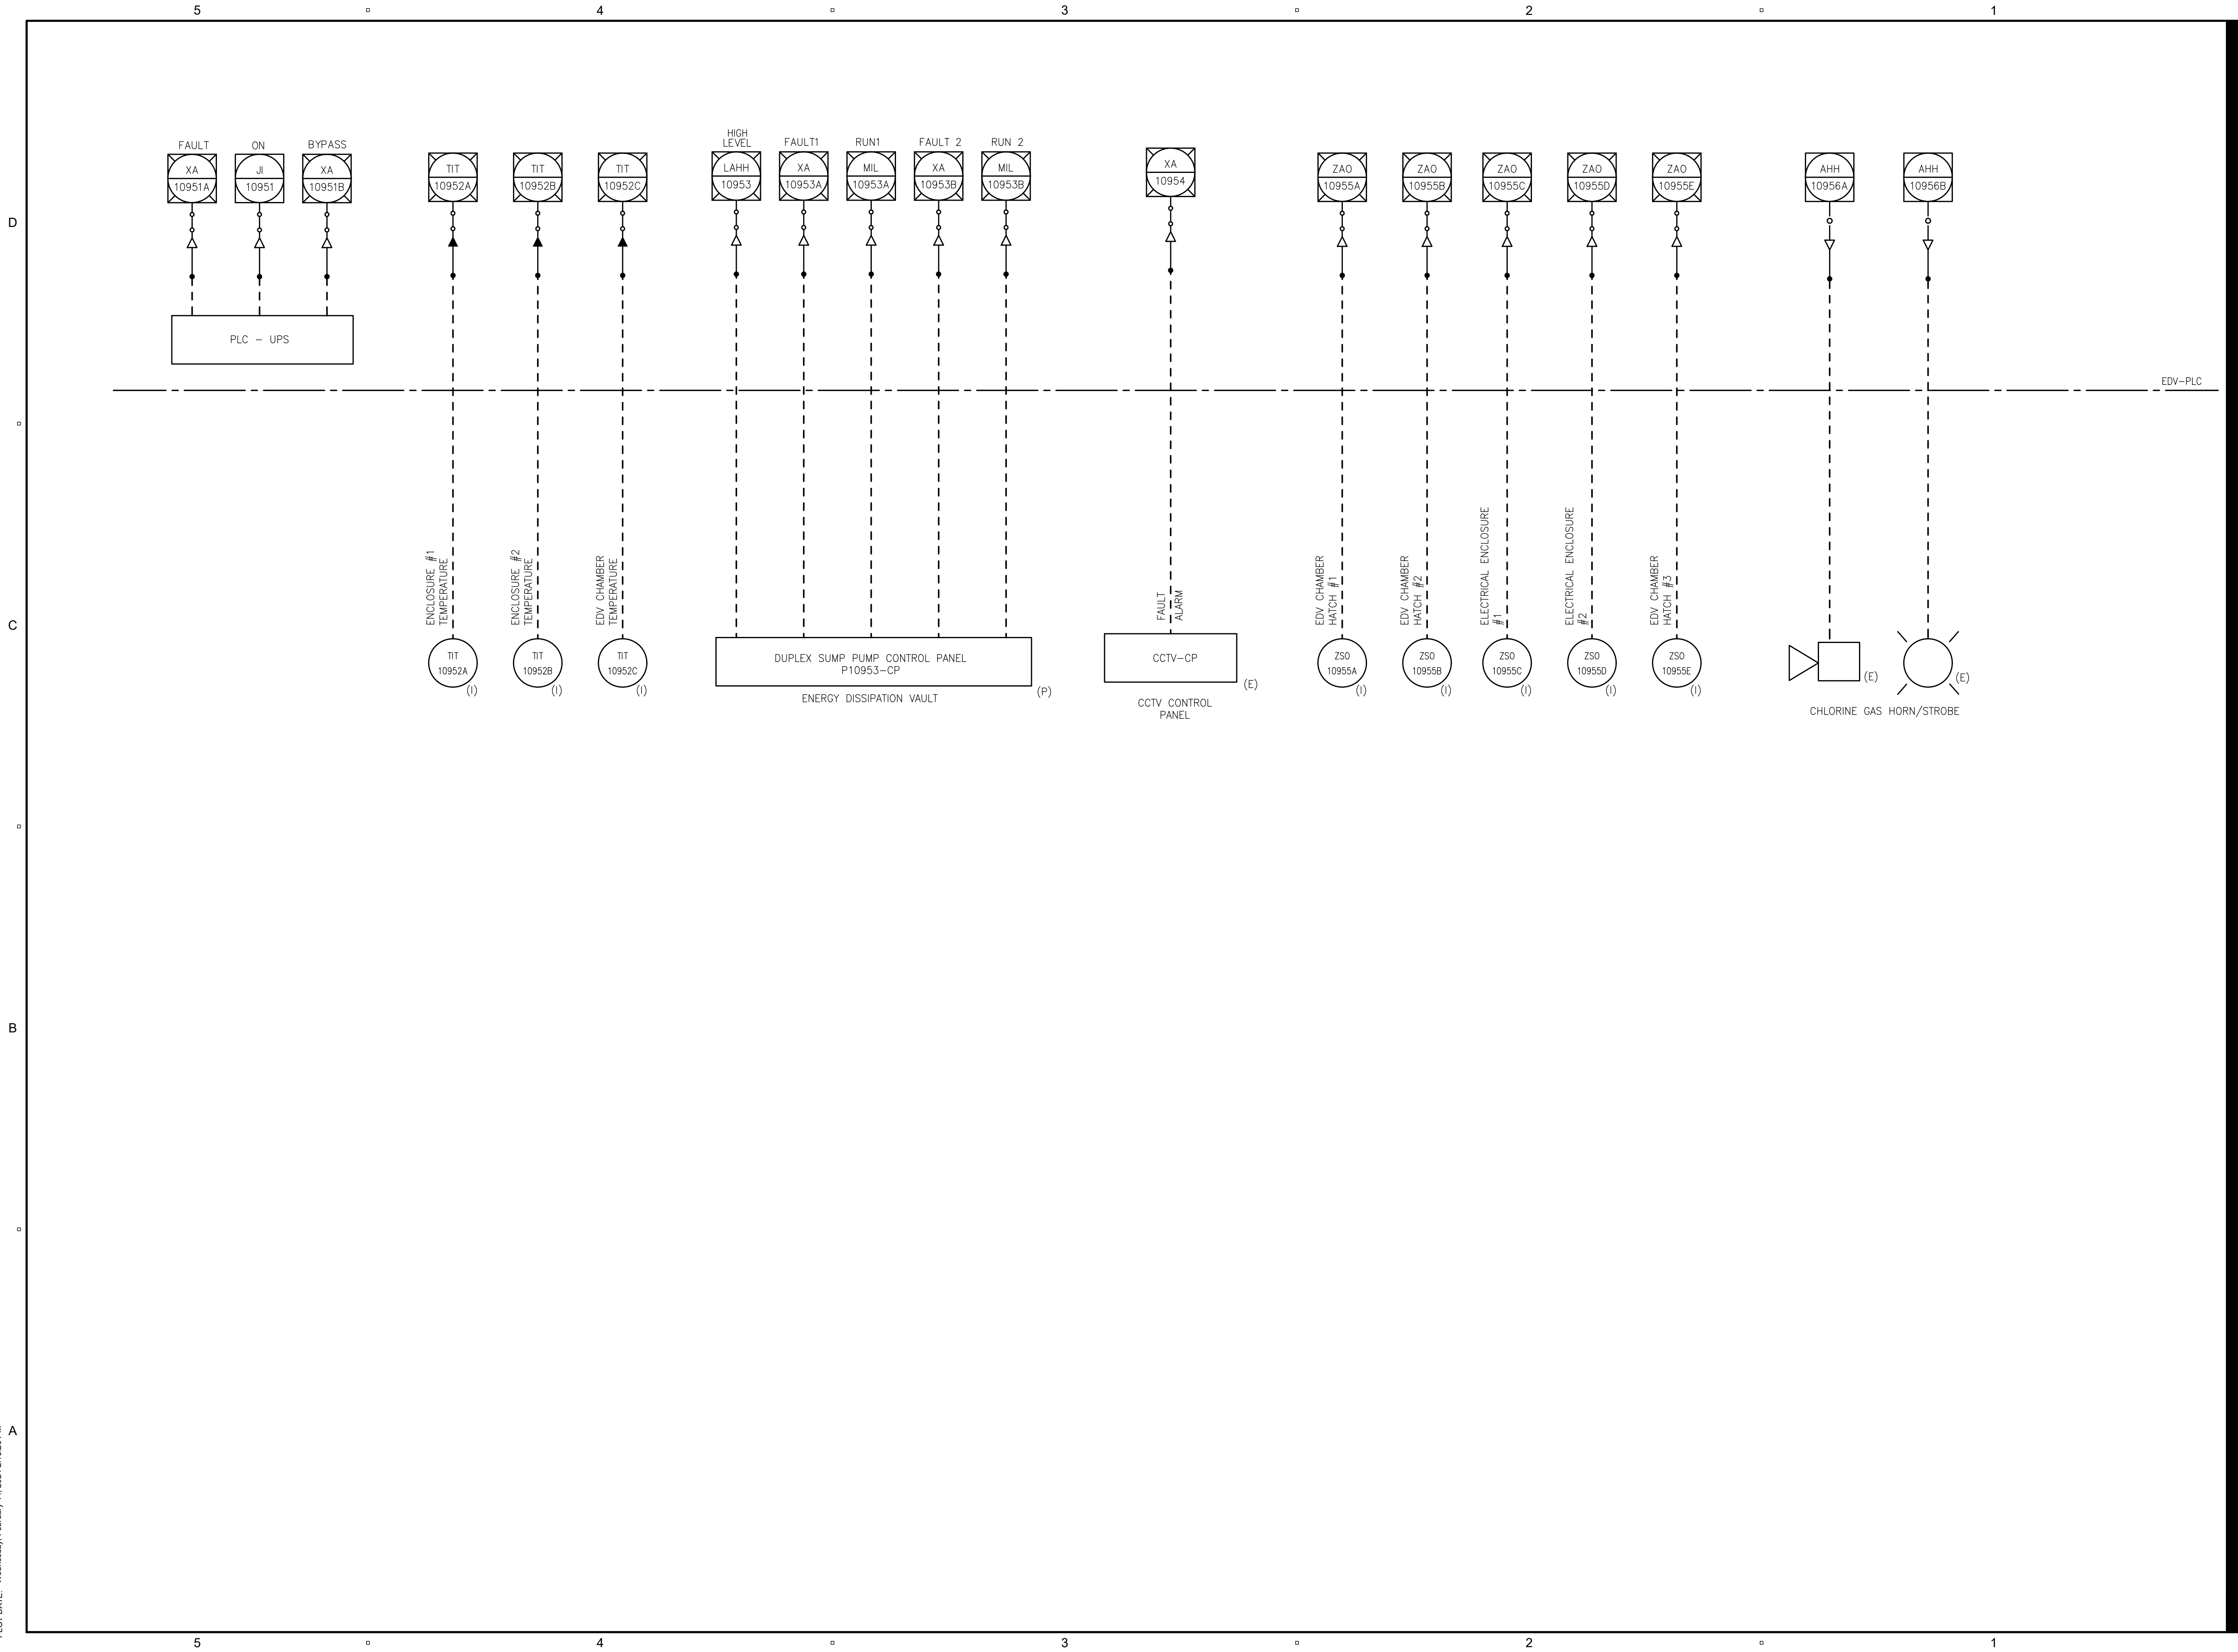 5 4 3 2 1
FAULT
ON
BYPASS
XA
10951A
JI
10951
XA
10951B
TIT
10952A
TIT
10952B
TIT
10952C
HIGH
LEVEL
FAULT1
RUN1
FAULT 2
RUN 2
LAHH
10953
XA
10953A
MIL
10953A
XA
10953B
MIL
10953B
XA
10954
ZAO
10955A
ZAO
10955B
ZAO
10955C
ZAO
10955D
ZAO
10955E
AHH
10956A
AHH
10956B
D
PLC - UPS
EDV-PLC
ENCLOSURE #1
TEMPERATURE
ENCLOSURE #2
TEMPERATURE
EDV CHAMBER
TEMPERATURE
FAULT
ALARM
EDV CHAMBER
HATCH #1
EDV CHAMBER
HATCH #2
ELECTRICAL ENCLOSURE
#1
ELECTRICAL ENCLOSURE
#2
EDV CHAMBER
HATCH #3
C
TIT
10952A
(I)
TIT
10952B
(I)
TIT
10952C
(I)
DUPLEX SUMP PUMP CONTROL PANEL
P10953-CP
(P)
ENERGY DISSIPATION VAULT
CCTV-CP
(E)
CCTV CONTROL
PANEL
ZSO
10955A
(I)
ZSO
10955B
(I)
ZSO
10955C
(I)
ZSO
10955D
(I)
ZSO
10955E
(I)
(E)
(E)
CHLORINE GAS HORN/STROBE
B
A
5 4 3 2 1